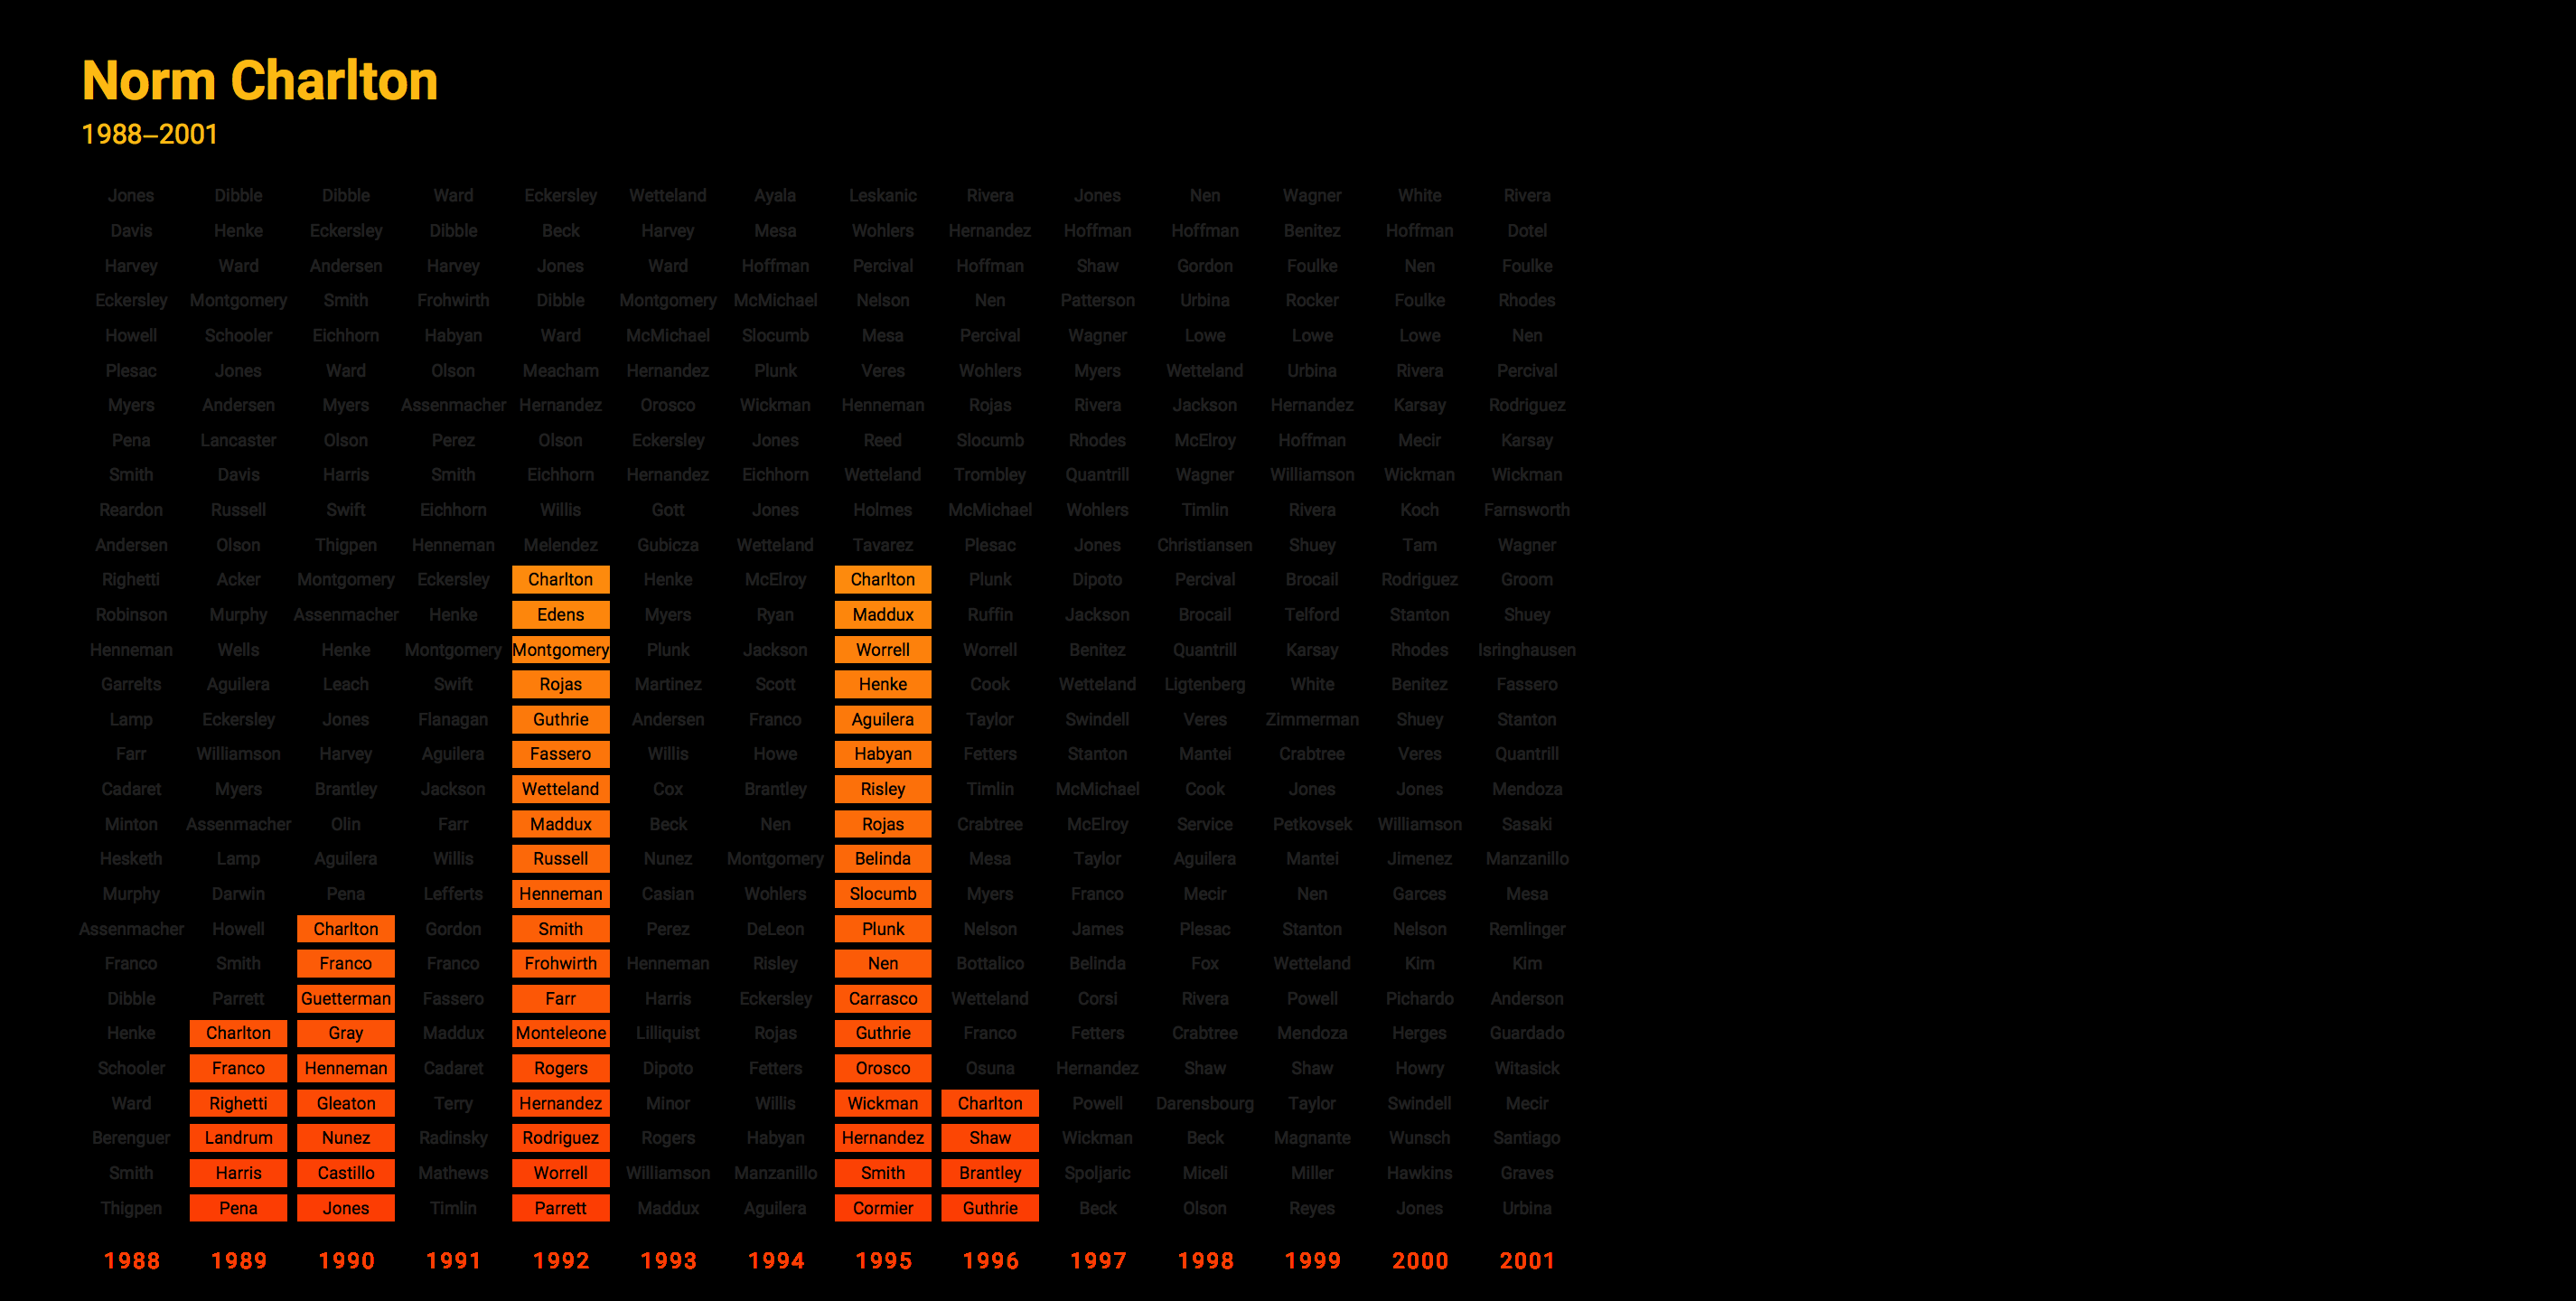 Norm Charlton
1988–2001
Jones Dibble Dibble Ward Eckersley Wetteland Ayala Leskanic Rivera Jones Nen Wagner White Rivera
Davis Henke Eckersley Dibble Beck Harvey Mesa Wohlers Hernandez Hoffman Hoffman Benitez Hoffman Dotel
Harvey Ward Andersen Harvey Jones Ward Hoffman Percival Hoffman Shaw Gordon Foulke Nen Foulke
Eckersley Montgomery Smith Frohwirth Dibble Montgomery McMichael Nelson Nen Patterson Urbina Rocker Foulke Rhodes
Howell Schooler Eichhorn Habyan Ward McMichael Slocumb Mesa Percival Wagner Lowe Lowe Lowe Nen
Plesac Jones Ward Olson Meacham Hernandez Plunk Veres Wohlers Myers Wetteland Urbina Rivera Percival
Myers Andersen Myers Assenmacher Hernandez Orosco Wickman Henneman Rojas Rivera Jackson Hernandez Karsay Rodriguez
Pena Lancaster Olson Perez Olson Eckersley Jones Reed Slocumb Rhodes McElroy Hoffman Mecir Karsay
Smith Davis Harris Smith Eichhorn Hernandez Eichhorn Wetteland Trombley Quantrill Wagner Williamson Wickman Wickman
Reardon Russell Swift Eichhorn Willis Gott Jones Holmes McMichael Wohlers Timlin Rivera Koch Farnsworth
Andersen Olson Thigpen Henneman Melendez Gubicza Wetteland Tavarez Plesac Jones Christiansen Shuey Tam Wagner
Righetti Acker Montgomery Eckersley Charlton Henke McElroy Charlton Plunk Dipoto Percival Brocail Rodriguez Groom
Robinson Murphy Assenmacher Henke Edens Myers Ryan Maddux Ruffin Jackson Brocail Telford Stanton Shuey
Henneman Wells Henke Montgomery Montgomery Plunk Jackson Worrell Worrell Benitez Quantrill Karsay Rhodes Isringhausen
Garrelts Aguilera Leach Swift Rojas Martinez Scott Henke Cook Wetteland Ligtenberg White Benitez Fassero
Lamp Eckersley Jones Flanagan Guthrie Andersen Franco Aguilera Taylor Swindell Veres Zimmerman Shuey Stanton
Farr Williamson Harvey Aguilera Fassero Willis Howe Habyan Fetters Stanton Mantei Crabtree Veres Quantrill
Cadaret Myers Brantley Jackson Wetteland Cox Brantley Risley Timlin McMichael Cook Jones Jones Mendoza
Minton Assenmacher Olin Farr Maddux Beck Nen Rojas Crabtree McElroy Service Petkovsek Williamson Sasaki
Hesketh Lamp Aguilera Willis Russell Nunez Montgomery Belinda Mesa Taylor Aguilera Mantei Jimenez Manzanillo
Murphy Darwin Pena Lefferts Henneman Casian Wohlers Slocumb Myers Franco Mecir Nen Garces Mesa
Assenmacher Howell Charlton Gordon Smith Perez DeLeon Plunk Nelson James Plesac Stanton Nelson Remlinger
Franco Smith Franco Franco Frohwirth Henneman Risley Nen Bottalico Belinda Fox Wetteland Kim Kim
Dibble Parrett Guetterman Fassero Farr Harris Eckersley Carrasco Wetteland Corsi Rivera Powell Pichardo Anderson
Henke Charlton Gray Maddux Monteleone Lilliquist Rojas Guthrie Franco Fetters Crabtree Mendoza Herges Guardado
Schooler Franco Henneman Cadaret Rogers Dipoto Fetters Orosco Osuna Hernandez Shaw Shaw Howry Witasick
Ward Righetti Gleaton Terry Hernandez Minor Willis Wickman Charlton Powell Darensbourg Taylor Swindell Mecir
Berenguer Landrum Nunez Radinsky Rodriguez Rogers Habyan Hernandez Shaw Wickman Beck Magnante Wunsch Santiago
Smith Harris Castillo Mathews Worrell Williamson Manzanillo Smith Brantley Spoljaric Miceli Miller Hawkins Graves
Thigpen Pena Jones Timlin Parrett Maddux Aguilera Cormier Guthrie Beck Olson Reyes Jones Urbina
1988 1989 1990 1991 1992 1993 1994 1995 1996 1997 1998 1999 2000 2001